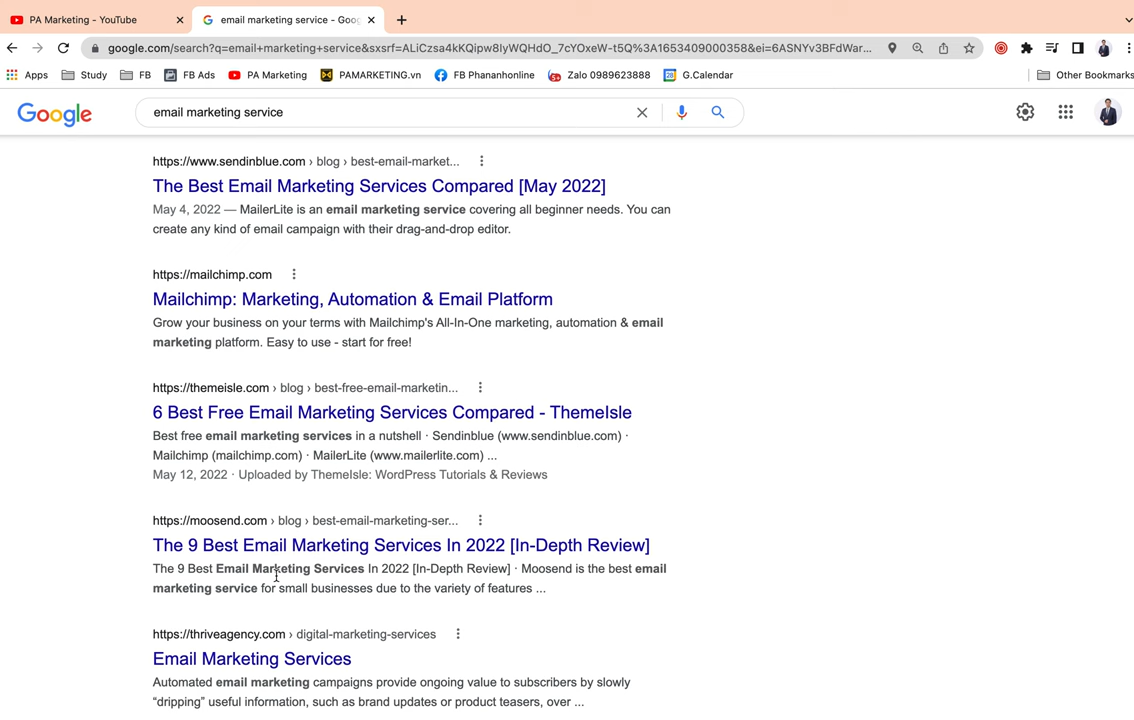 PA Marketing - YouTube
email marketing service - Goog
google.com/search?q=email+marketing+service&sxsrf=ALiCzsa4kKQipw8IyWQHdO_7cYOxeW-t5Q%3A1653409000358&ei=6ASNYv3BFdWar...
Apps Study FB FB Ads PA Marketing PAMARKETING.vn FB Phananhonline Zalo 0989623888 G.Calendar Other Bookmarks
Google email marketing service
https://www.sendinblue.com › blog › best-email-market...
The Best Email Marketing Services Compared [May 2022]
May 4, 2022 — MailerLite is an email marketing service covering all beginner needs. You can
create any kind of email campaign with their drag-and-drop editor.
https://mailchimp.com
Mailchimp: Marketing, Automation & Email Platform
Grow your business on your terms with Mailchimp's All-In-One marketing, automation & email
marketing platform. Easy to use - start for free!
https://themeisle.com › blog › best-free-email-marketin...
6 Best Free Email Marketing Services Compared - ThemeIsle
Best free email marketing services in a nutshell · Sendinblue (www.sendinblue.com) ·
Mailchimp (mailchimp.com) · MailerLite (www.mailerlite.com) ...
May 12, 2022 · Uploaded by ThemeIsle: WordPress Tutorials & Reviews
https://moosend.com › blog › best-email-marketing-ser...
The 9 Best Email Marketing Services In 2022 [In-Depth Review]
The 9 Best Email Marketing Services In 2022 [In-Depth Review] · Moosend is the best email
marketing service for small businesses due to the variety of features ...
https://thriveagency.com › digital-marketing-services
Email Marketing Services
Automated email marketing campaigns provide ongoing value to subscribers by slowly
“dripping” useful information, such as brand updates or product teasers, over ...